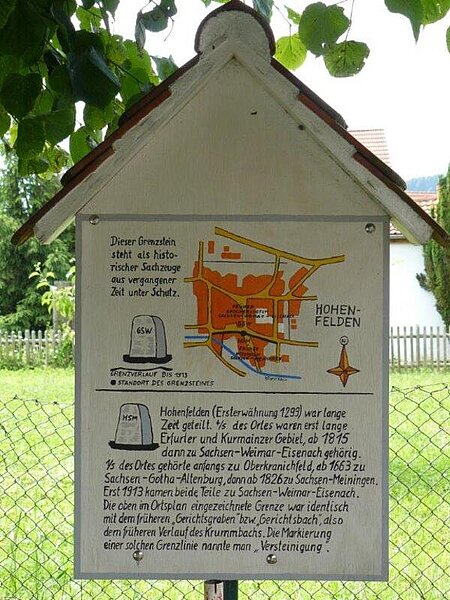 Dieser Grenzstein
steht als histo-
rischer Sachzeuge
aus vergangener
Zeit unter Schutz.
HOHEN-
FELDEN
N
GSW
GRENZVERLAUF BIS 1913
STANDORT DES GRENZSTEINES
HSM
Hohenfelden (Ersterwähnung 1299) war lange
Zeit geteilt. ⅘ des Ortes waren erst lange
Erfurter und Kurmainzer Gebiet, ab 1815
dann zu Sachsen-Weimar-Eisenach gehörig.
⅕ des Ortes gehörte anfangs zu Oberkranichfeld, ab 1663 zu
Sachsen-Gotha-Altenburg, dann ab 1826 zu Sachsen-Meiningen.
Erst 1913 kamen beide Teile zu Sachsen-Weimar-Eisenach.
Die oben im Ortsplan eingezeichnete Grenze war identisch
mit dem früheren „Gerichtsgraben" bzw. „Gerichtsbach", also
dem früheren Verlauf des Krummbachs. Die Markierung
einer solchen Grenzlinie nannte man „Versteinigung".